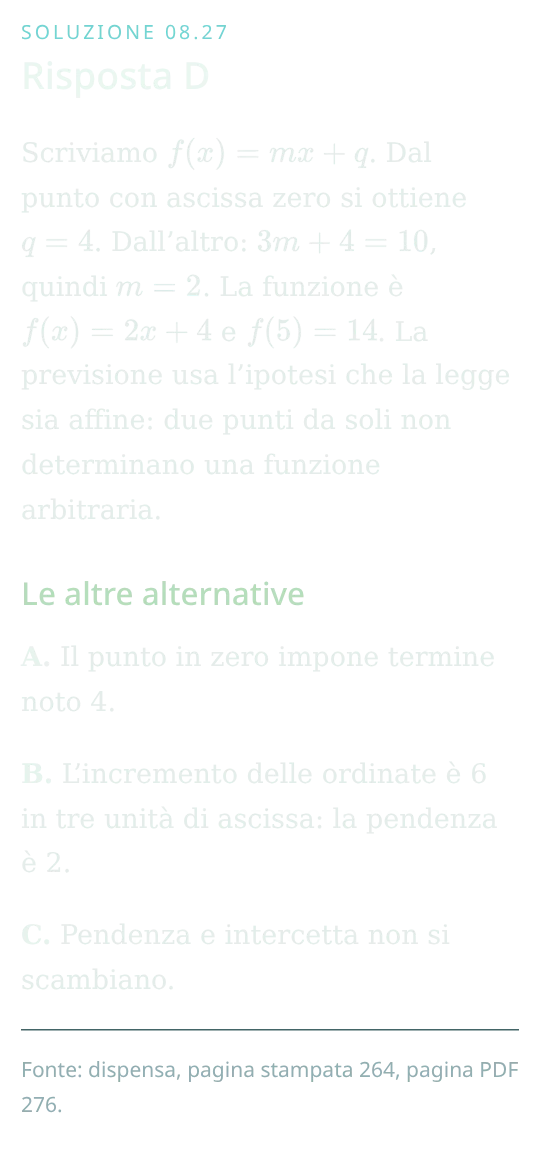 SOLUZIONE 08.27
Risposta D
Scriviamo f(x) = mx + q. Dal
punto con ascissa zero si ottiene
q = 4. Dall’altro: 3m + 4 = 10,
quindi m = 2. La funzione è
f(x) = 2x + 4 e f(5) = 14. La
previsione usa l’ipotesi che la legge
sia affine: due punti da soli non
determinano una funzione
arbitraria.
Le altre alternative
A. Il punto in zero impone termine
noto 4.
B. L’incremento delle ordinate è 6
in tre unità di ascissa: la pendenza
è 2.
C. Pendenza e intercetta non si
scambiano.
Fonte: dispensa, pagina stampata 264, pagina PDF
276.